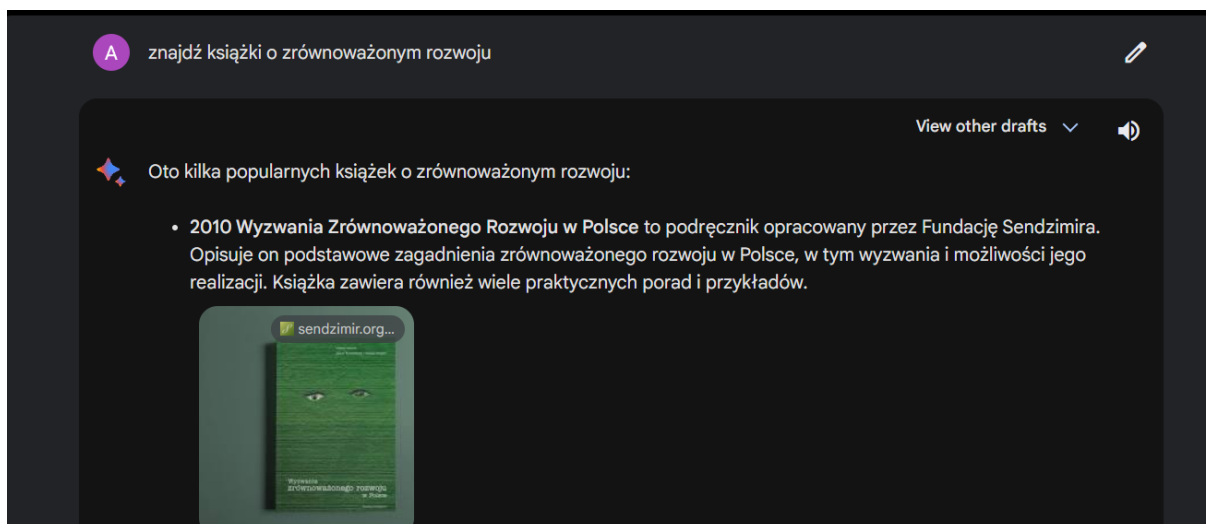 A
znajdź książki o zrównoważonym rozwoju
View other drafts
Oto kilka popularnych książek o zrównoważonym rozwoju:
• 2010 Wyzwania Zrównoważonego Rozwoju w Polsce to podręcznik opracowany przez Fundację Sendzimira.
Opisuje on podstawowe zagadnienia zrównoważonego rozwoju w Polsce, w tym wyzwania i możliwości jego
realizacji. Książka zawiera również wiele praktycznych porad i przykładów.
sendzimir.org...
Wyzwania
zrównoważonego rozwoju
w Polsce